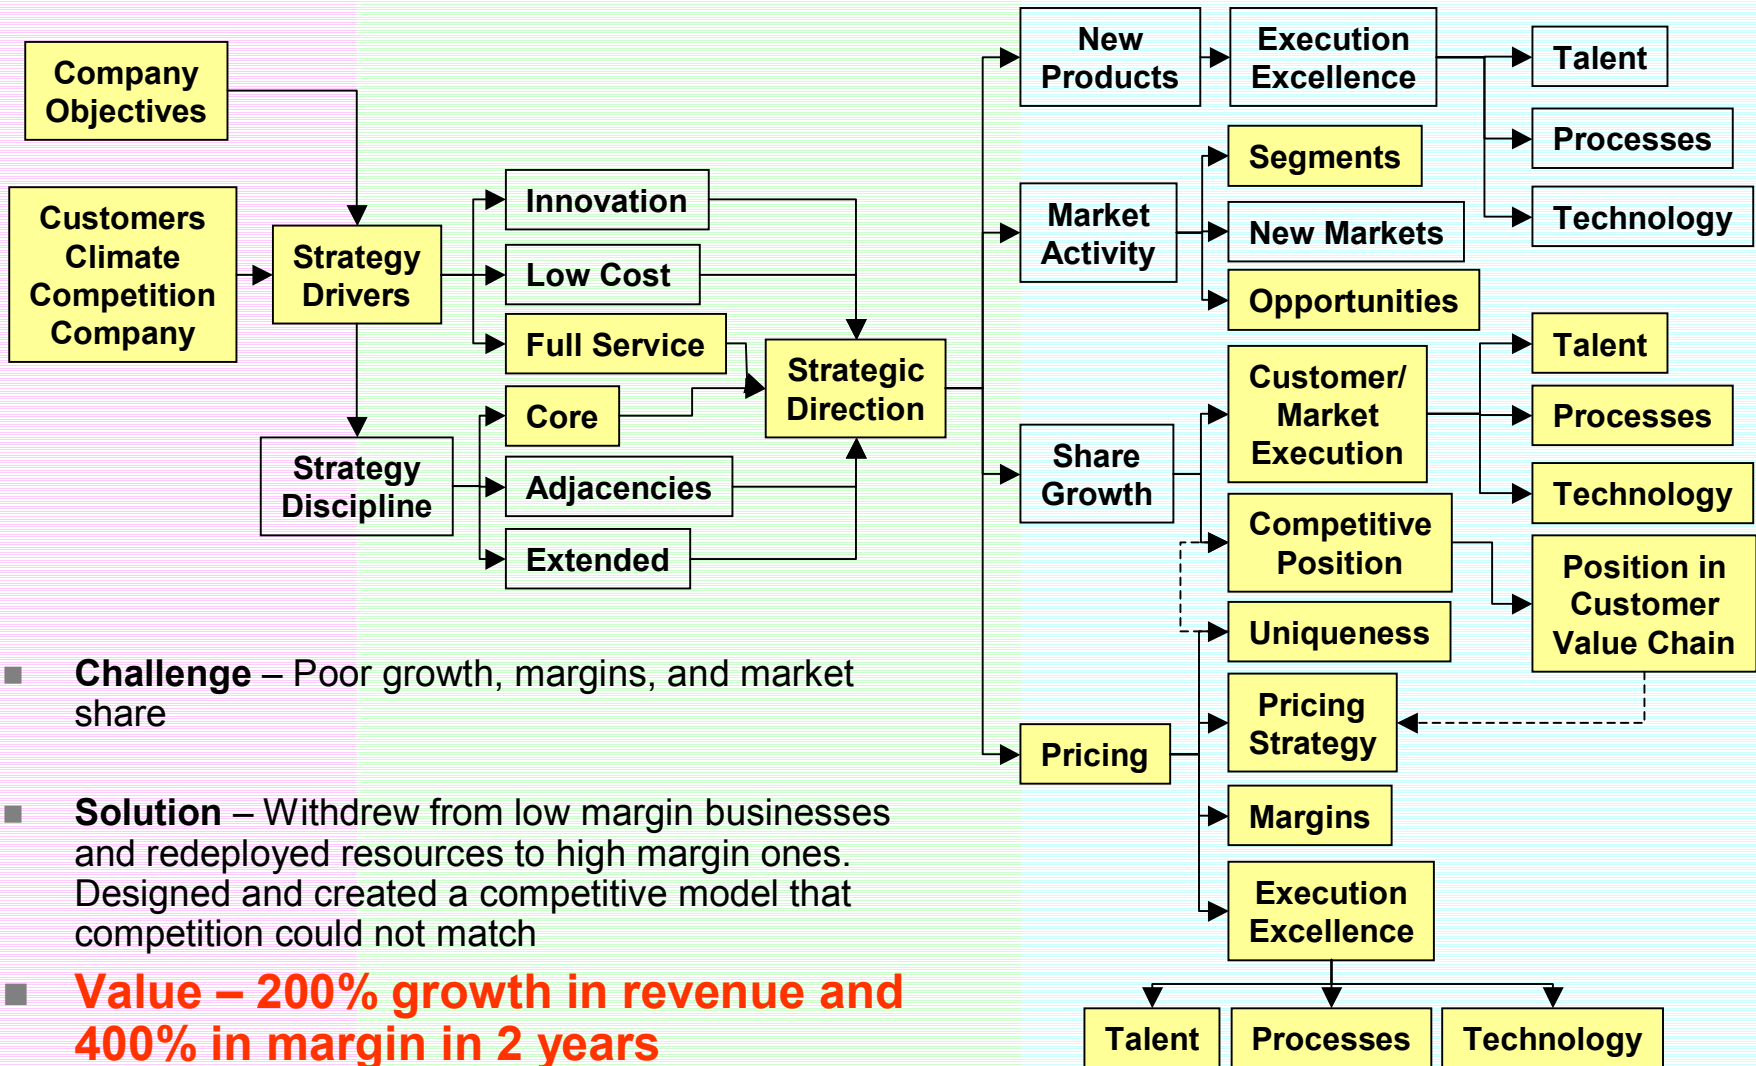 Company
Objectives
Customers
Climate
Competition
Company
Strategy
Drivers
Strategy
Discipline
Innovation
Low Cost
Full Service
Core
Adjacencies
Extended
Strategic
Direction
New
Products
Execution
Excellence
Talent
Processes
Technology
Market
Activity
Segments
New Markets
Opportunities
Share
Growth
Customer/
Market
Execution
Talent
Processes
Technology
Competitive
Position
Position in
Customer
Value Chain
Pricing
Uniqueness
Pricing
Strategy
Margins
Execution
Excellence
Talent
Processes
Technology
Challenge – Poor growth, margins, and market
share
Solution – Withdrew from low margin businesses
and redeployed resources to high margin ones.
Designed and created a competitive model that
competition could not match
Value – 200% growth in revenue and
400% in margin in 2 years